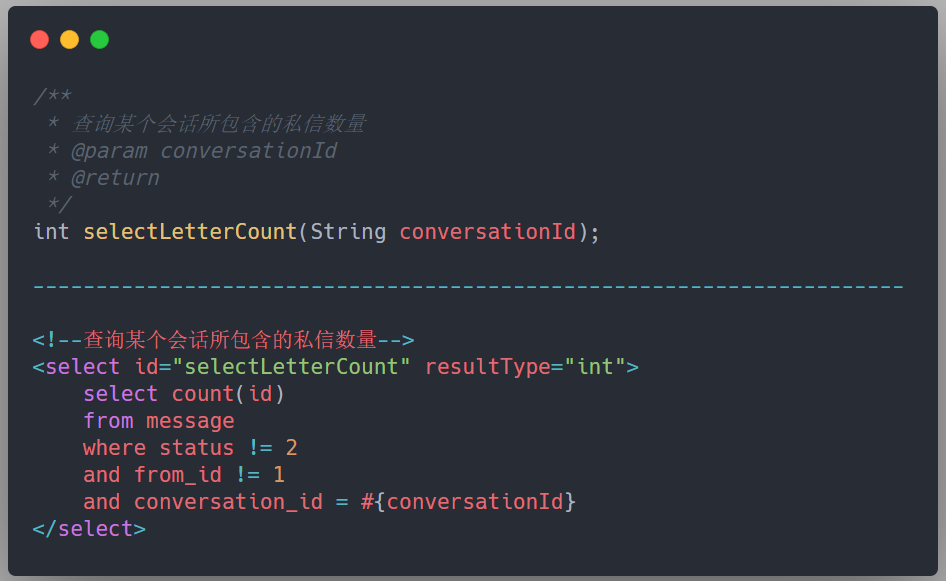 /**
 * 查询某个会话所包含的私信数量
 * @param conversationId
 * @return
 */
int selectLetterCount(String conversationId);
---------------------------------------------------------------------
<!--查询某个会话所包含的私信数量-->
<select id="selectLetterCount" resultType="int">
    select count(id)
    from message
    where status != 2
    and from_id != 1
    and conversation_id = #{conversationId}
</select>